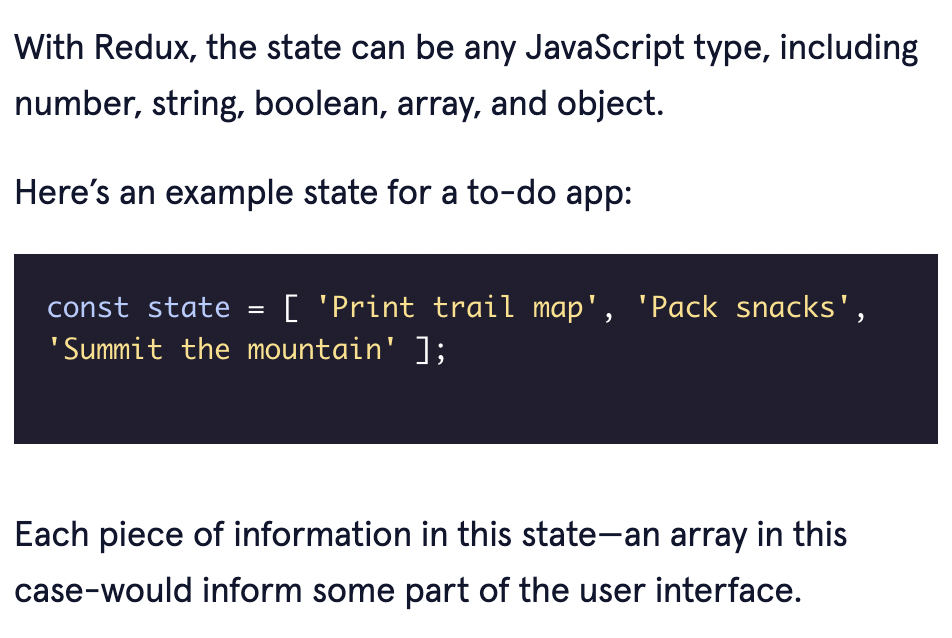 With Redux, the state can be any JavaScript type, including
number, string, boolean, array, and object.
Here’s an example state for a to-do app:
const state = [ 'Print trail map', 'Pack snacks',
'Summit the mountain' ];
Each piece of information in this state—an array in this
case-would inform some part of the user interface.